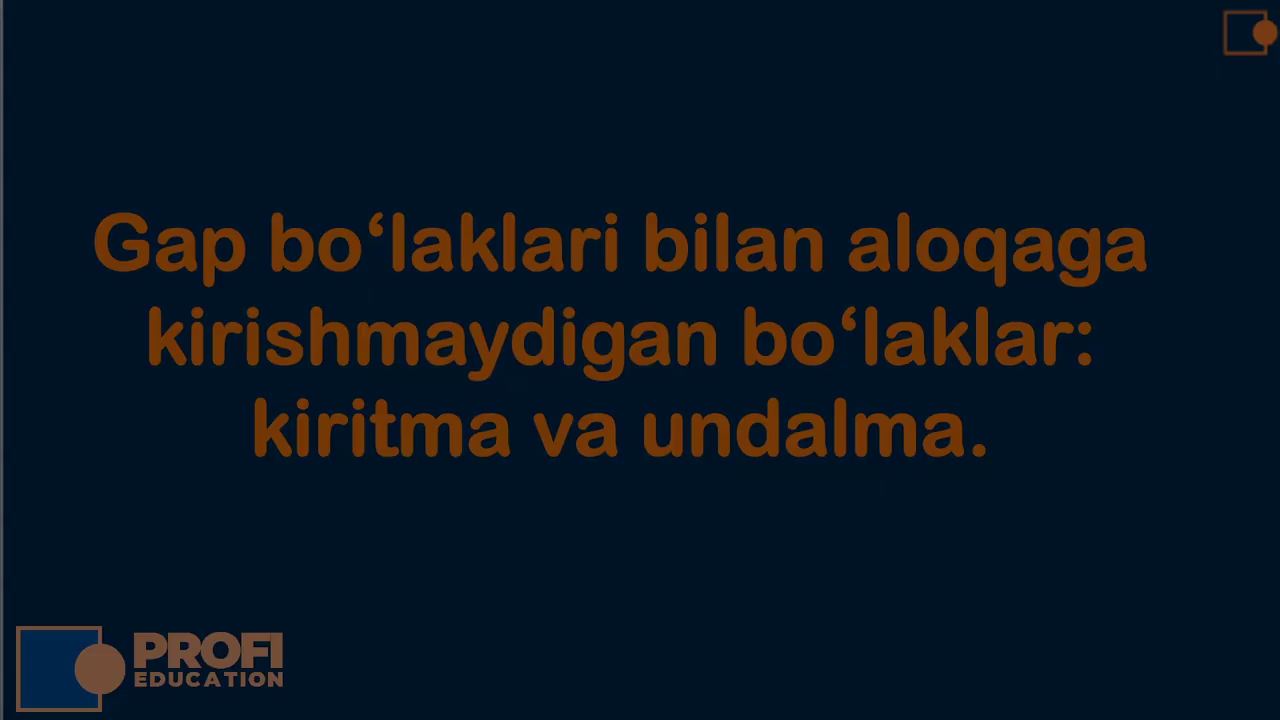 Gap bo‘laklari bilan aloqaga
kirishmaydigan bo‘laklar:
kiritma va undalma.
PROFI
EDUCATION